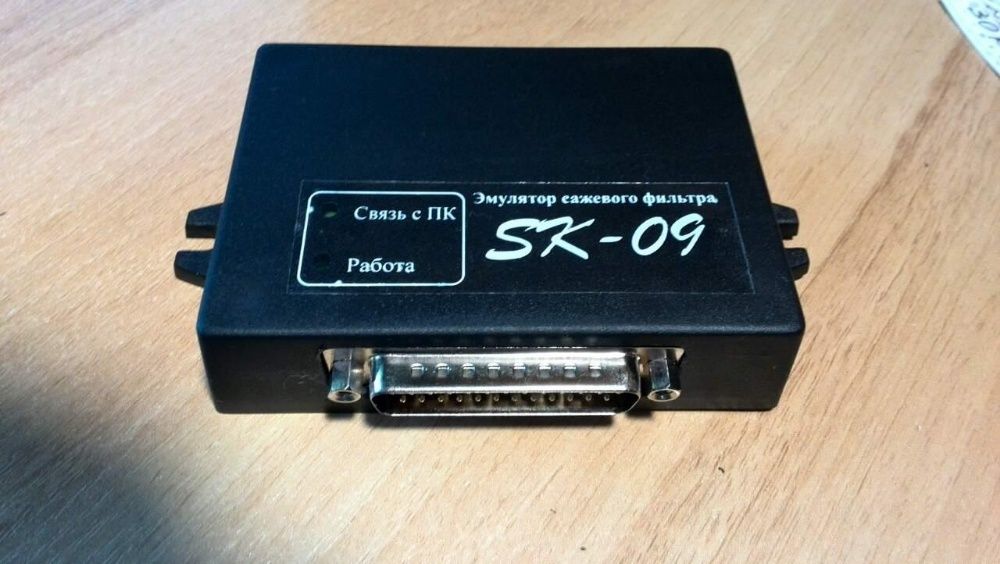 Эмулятор сажевого фильтра
SK-09
Связь с ПК
Работа